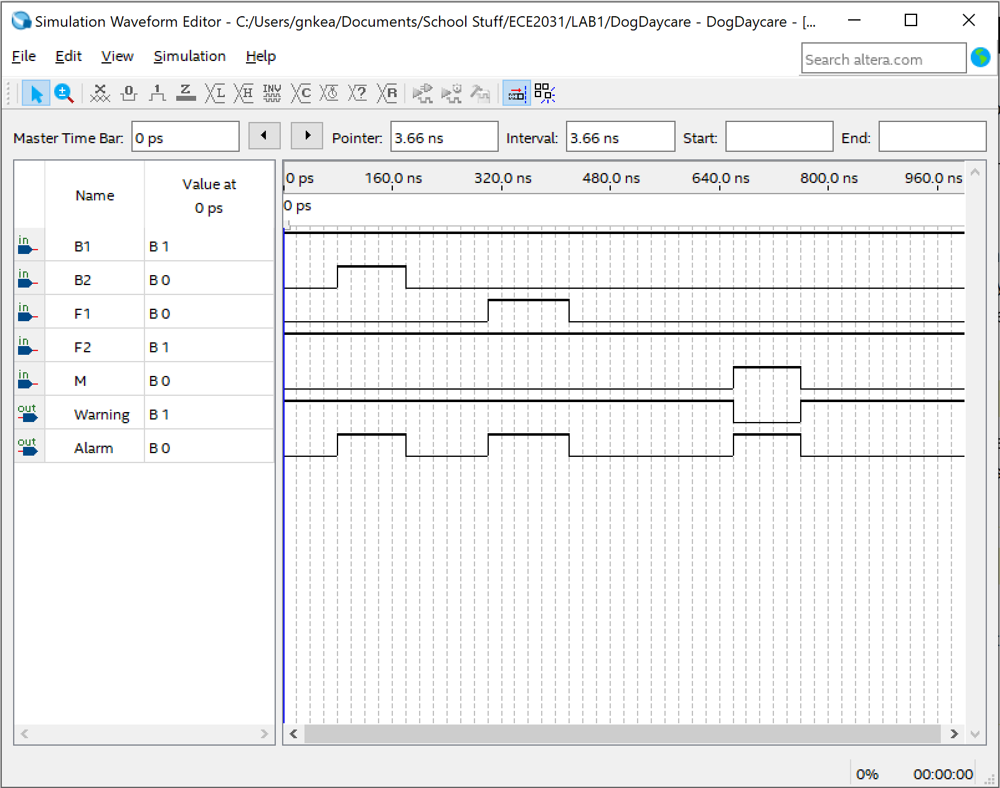 Simulation Waveform Editor - C:/Users/gnkea/Documents/School Stuff/ECE2031/LAB1/DogDaycare - DogDaycare - [...
File Edit View Simulation Help
Search altera.com
X 0 1 Z L H INV C ? R
Master Time Bar: 0 ps Pointer: 3.66 ns Interval: 3.66 ns Start: End:
Name
Value at
0 ps
0 ps 160.0 ns 320.0 ns 480.0 ns 640.0 ns 800.0 ns 960.0 ns
0 ps
in B1 B 1
in B2 B 0
in F1 B 0
in F2 B 1
in M B 0
out Warning B 1
out Alarm B 0
0% 00:00:00